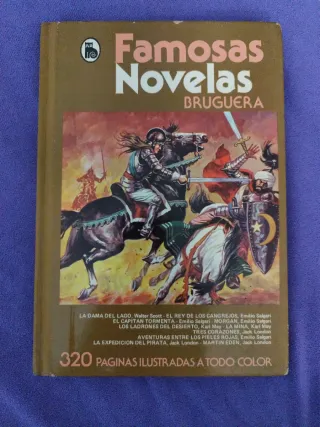 Famosas
Novelas
BRUGUERA
LA DAMA DEL LAGO, Walter Scott - EL REY DE LOS CANGREJOS, Emilio Salgari
EL CAPITAN TORMENTA - Emilio Salgari - MORGAN, Emilio Salgari
LOS LADRONES DEL DESIERTO, Karl May - LA MINA, Karl May
TRES CORAZONES, Jack London
AVENTURAS ENTRE LOS PIELES ROJAS, Emilio Salgari
LA EXPEDICION DEL PIRATA, Jack London - MARTIN EDEN, Jack London
320 PAGINAS ILUSTRADAS A TODO COLOR